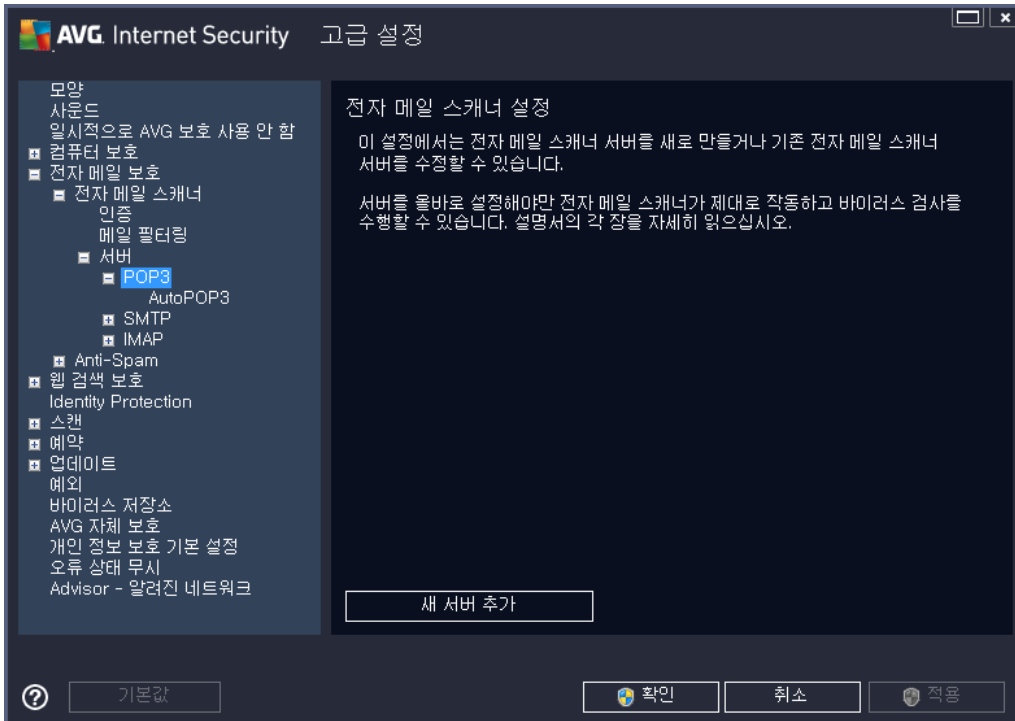 AVG. Internet Security 고급 설정
모양
사운드
일시적으로 AVG 보호 사용 안 함
컴퓨터 보호
전자 메일 보호
전자 메일 스캐너
인증
메일 필터링
서버
POP3
AutoPOP3
SMTP
IMAP
Anti-Spam
웹 검색 보호
Identity Protection
스캔
예약
업데이트
예외
바이러스 저장소
AVG 자체 보호
개인 정보 보호 기본 설정
오류 상태 무시
Advisor - 알려진 네트워크
전자 메일 스캐너 설정
이 설정에서는 전자 메일 스캐너 서버를 새로 만들거나 기존 전자 메일 스캐너
서버를 수정할 수 있습니다.
서버를 올바로 설정해야만 전자 메일 스캐너가 제대로 작동하고 바이러스 검사를
수행할 수 있습니다. 설명서의 각 장을 자세히 읽으십시오.
새 서버 추가
기본값
확인
취소
적용